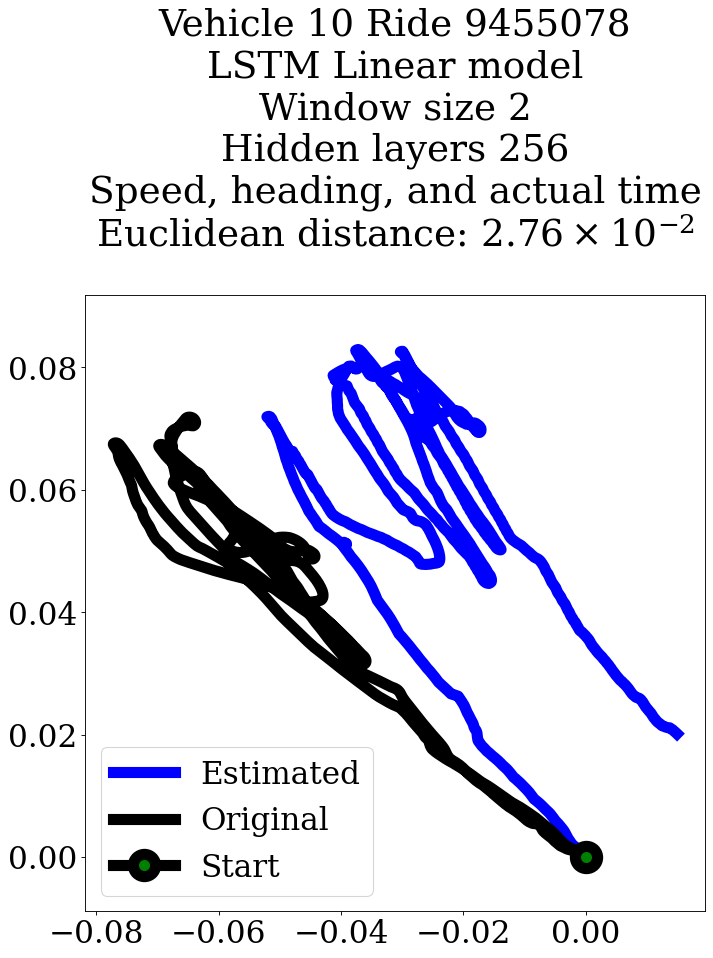 Vehicle 10 Ride 9455078
LSTM Linear model
Window size 2
Hidden layers 256
Speed, heading, and actual time
Euclidean distance: 2.76 × 10⁻²
0.08
0.06
0.04
0.02
0.00
Estimated
Original
Start
−0.08 −0.06 −0.04 −0.02 0.00